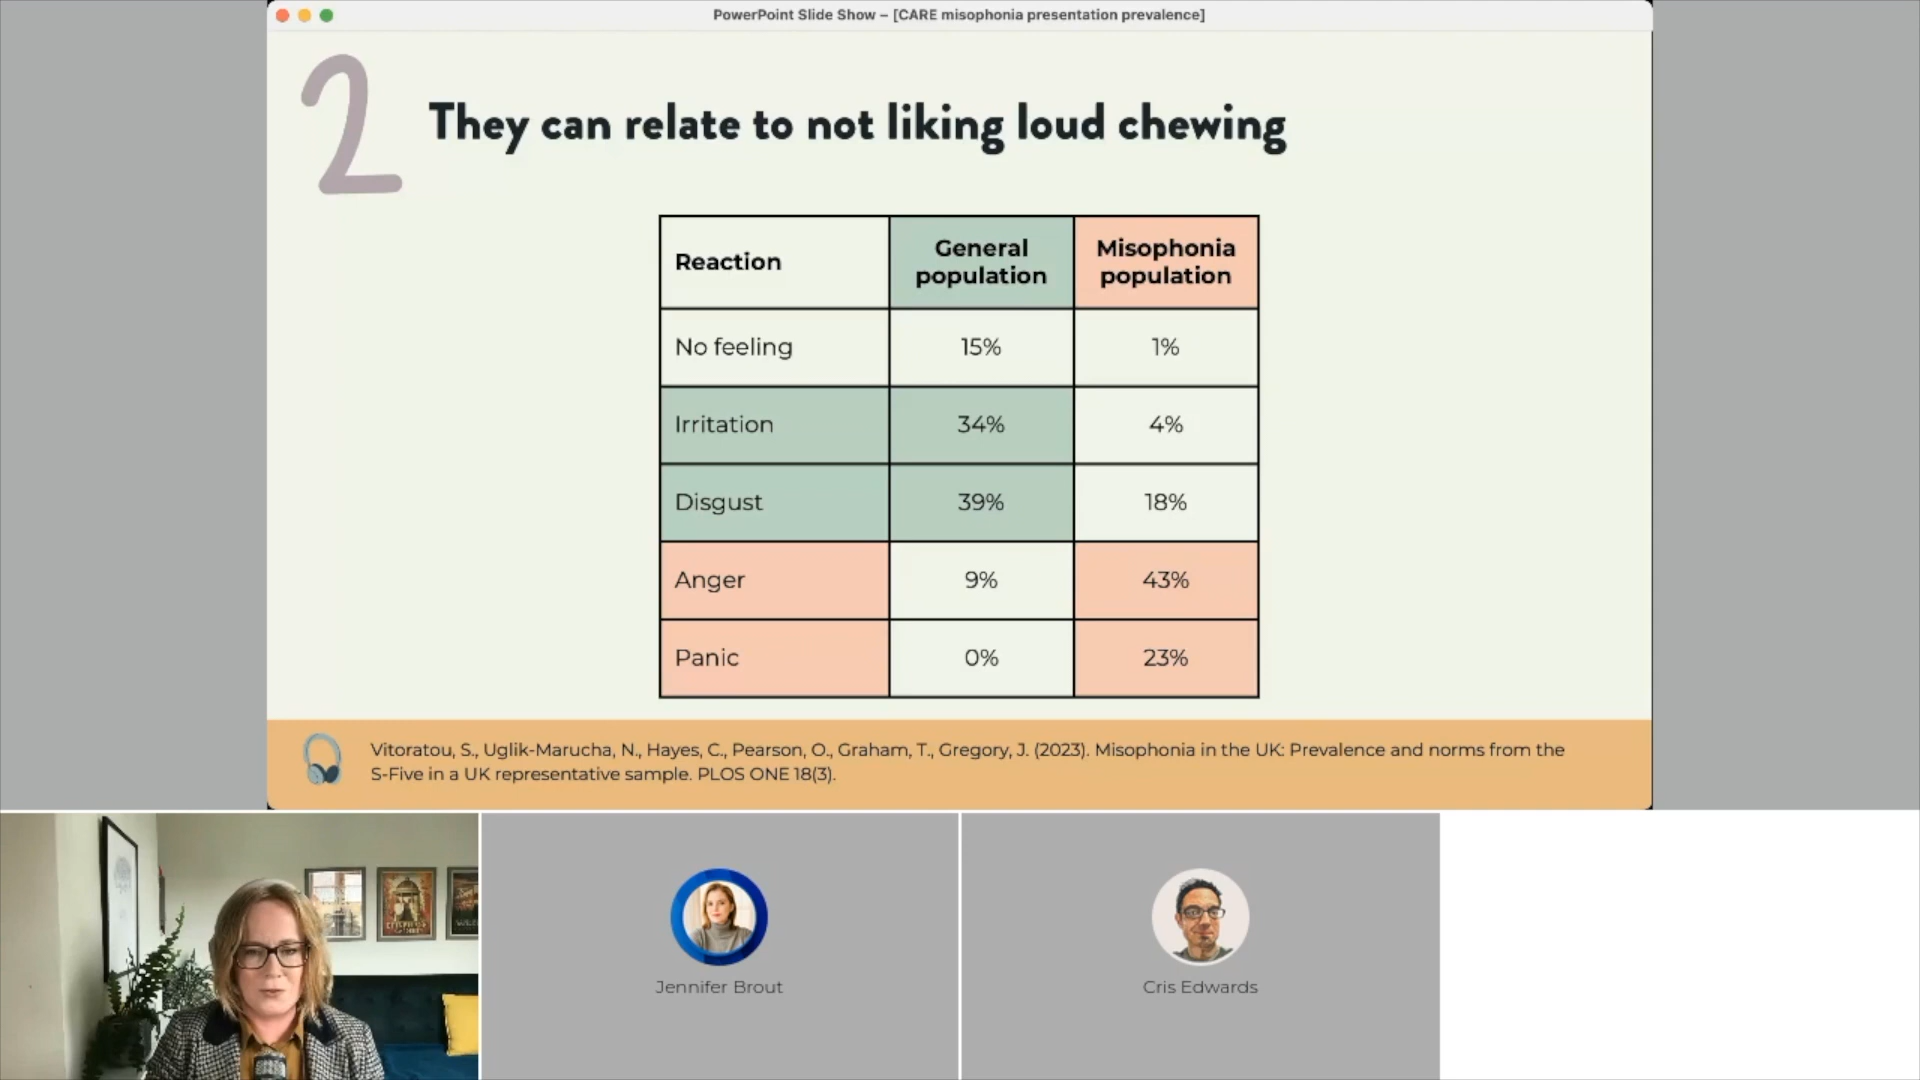 PowerPoint Slide Show – [CARE misophonia presentation prevalence]
2
They can relate to not liking loud chewing
Reaction
General
population
Misophonia
population
No feeling
15%
1%
Irritation
34%
4%
Disgust
39%
18%
Anger
9%
43%
Panic
0%
23%
Vitoratou, S., Uglik-Marucha, N., Hayes, C., Pearson, O., Graham, T., Gregory, J. (2023). Misophonia in the UK: Prevalence and norms from the
S-Five in a UK representative sample. PLOS ONE 18(3).
Jennifer Brout
Cris Edwards